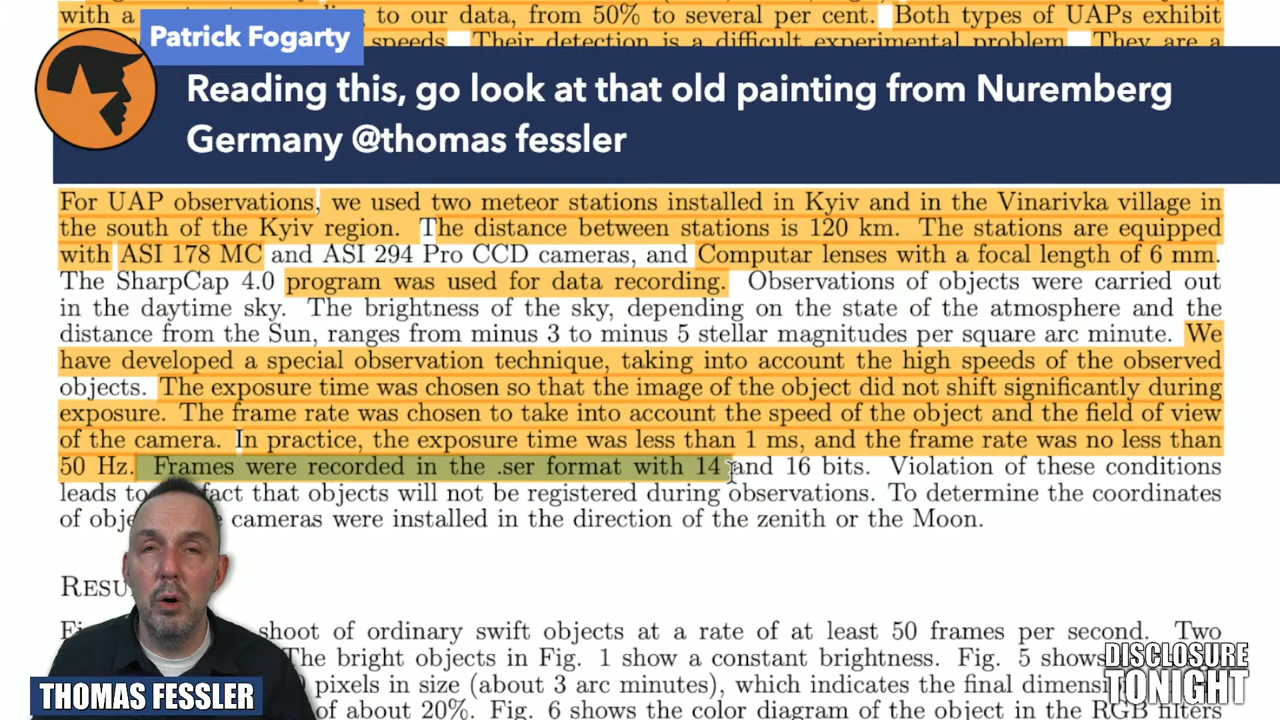 with a
to our data, from 50% to several per cent. Both types of UAPs exhibit
Patrick Fogarty
speeds. Their detection is a difficult experimental problem. They are a
Reading this, go look at that old painting from Nuremberg
Germany @thomas fessler
For UAP observations, we used two meteor stations installed in Kyiv and in the Vinarivka village in
the south of the Kyiv region. The distance between stations is 120 km. The stations are equipped
with ASI 178 MC and ASI 294 Pro CCD cameras, and Computar lenses with a focal length of 6 mm.
The SharpCap 4.0 program was used for data recording. Observations of objects were carried out
in the daytime sky. The brightness of the sky, depending on the state of the atmosphere and the
distance from the Sun, ranges from minus 3 to minus 5 stellar magnitudes per square arc minute. We
have developed a special observation technique, taking into account the high speeds of the observed
objects. The exposure time was chosen so that the image of the object did not shift significantly during
exposure. The frame rate was chosen to take into account the speed of the object and the field of view
of the camera. In practice, the exposure time was less than 1 ms, and the frame rate was no less than
50 Hz. Frames were recorded in the .ser format with 14 and 16 bits. Violation of these conditions
leads to fact that objects will not be registered during observations. To determine the coordinates
of cameras were installed in the direction of the zenith or the Moon.
shoot of ordinary swift objects at a rate of at least 50 frames per second. Two
The bright objects in Fig. 1 show a constant brightness. Fig. 5 shows
pixels in size (about 3 arc minutes), which indicates the final
of about 20%. Fig. 6 shows the color diagram of the object in the RGB filters
THOMAS FESSLER
DISCLOSURE
TONIGHT